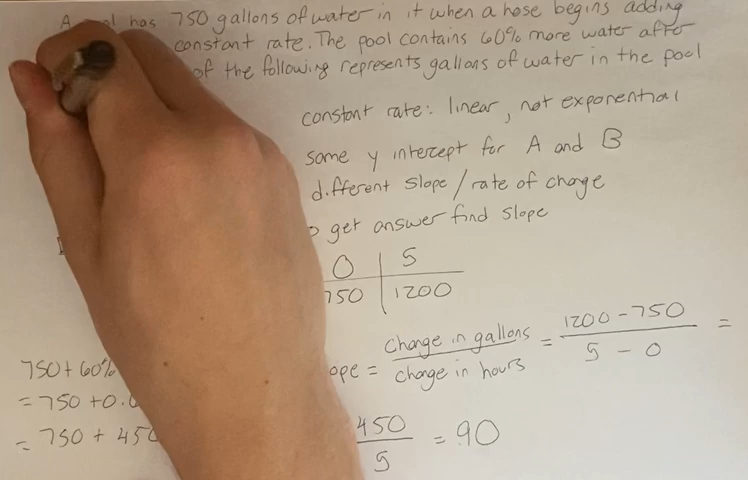 A has 750 gallons of water in it when a hose begins adding
constant rate. The pool contains 60% more water after
of the following represents gallons of water in the pool
constant rate: linear, not exponential
same y intercept for A and B
different slope/rate of change
get answer find slope
0 | 5
750 | 1200
ope = change in gallons / change in hours = 1200 - 750 / 5 - 0 =
750 + 60%
= 750 + 0.
= 750 + 450
450 / 5 = 90